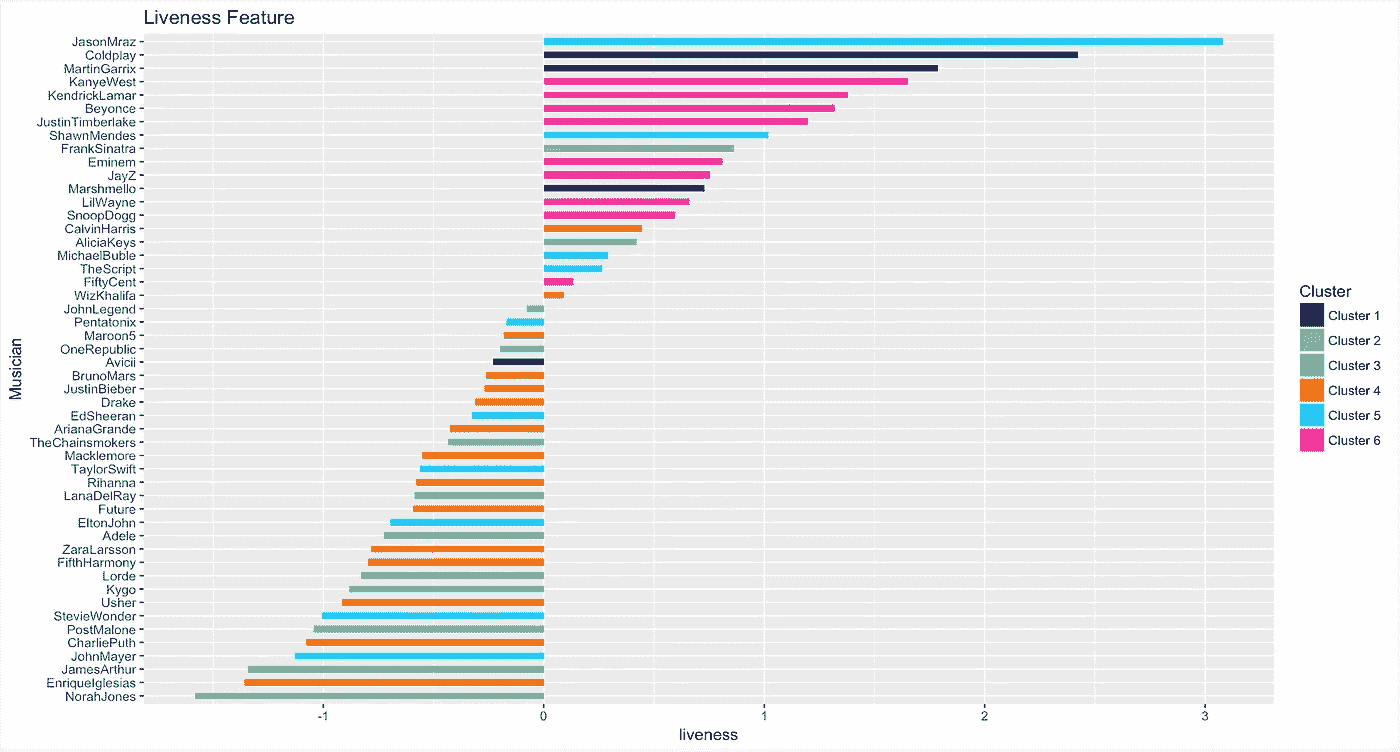 Liveness Feature
JasonMraz
Coldplay
MartinGarrix
KanyeWest
KendrickLamar
Beyonce
JustinTimberlake
ShawnMendes
FrankSinatra
Eminem
JayZ
Marshmello
LilWayne
SnoopDogg
CalvinHarris
AliciaKeys
MichaelBuble
TheScript
FiftyCent
WizKhalifa
JohnLegend
Pentatonix
Maroon5
OneRepublic
Avicii
BrunoMars
JustinBieber
Drake
EdSheeran
ArianaGrande
TheChainsmokers
Macklemore
TaylorSwift
Rihanna
LanaDelRay
Future
EltonJohn
Adele
ZaraLarsson
FifthHarmony
Lorde
Kygo
Usher
StevieWonder
PostMalone
CharliePuth
JohnMayer
JamesArthur
EnriqueIglesias
NorahJones
Musician
-1 0 1 2 3
liveness
Cluster
Cluster 1
Cluster 2
Cluster 3
Cluster 4
Cluster 5
Cluster 6